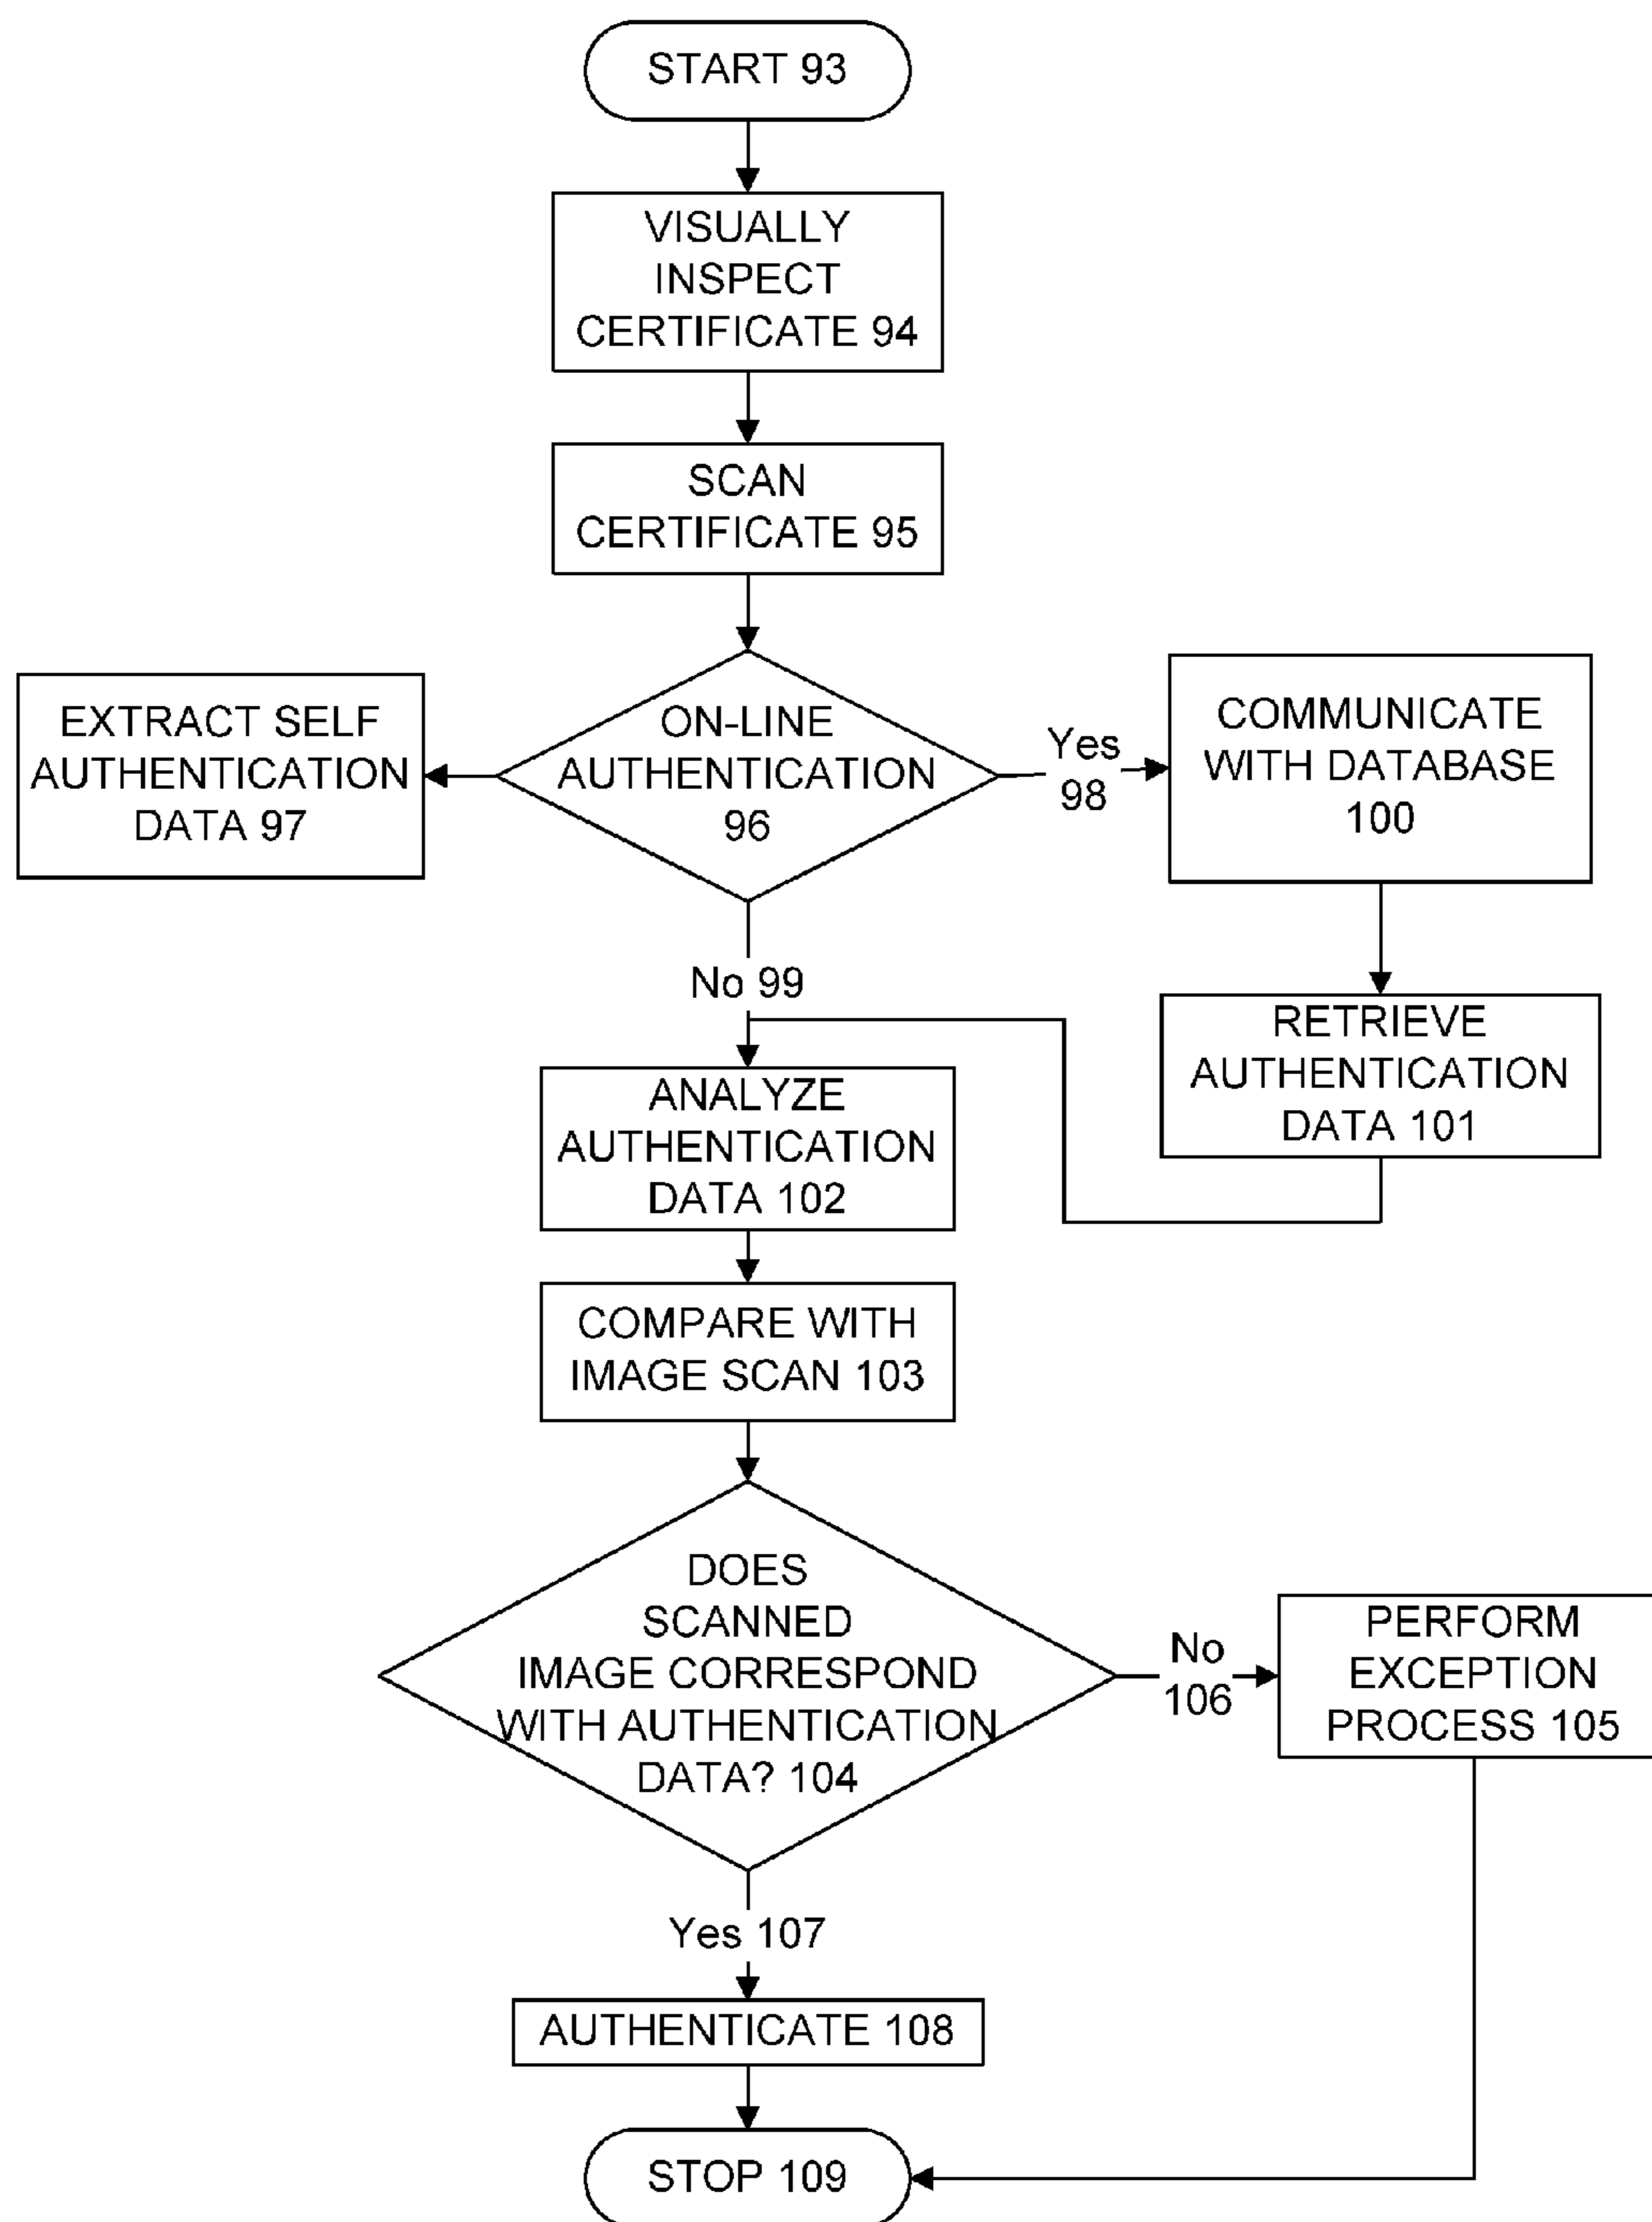 START 93
VISUALLY
INSPECT
CERTIFICATE 94
SCAN
CERTIFICATE 95
EXTRACT SELF
AUTHENTICATION
DATA 97
ON-LINE
AUTHENTICATION
96
Yes
98
COMMUNICATE
WITH DATABASE
100
No 99
RETRIEVE
AUTHENTICATION
DATA 101
ANALYZE
AUTHENTICATION
DATA 102
COMPARE WITH
IMAGE SCAN 103
DOES
SCANNED
IMAGE CORRESPOND
WITH AUTHENTICATION
DATA? 104
No
106
PERFORM
EXCEPTION
PROCESS 105
Yes 107
AUTHENTICATE 108
STOP 109